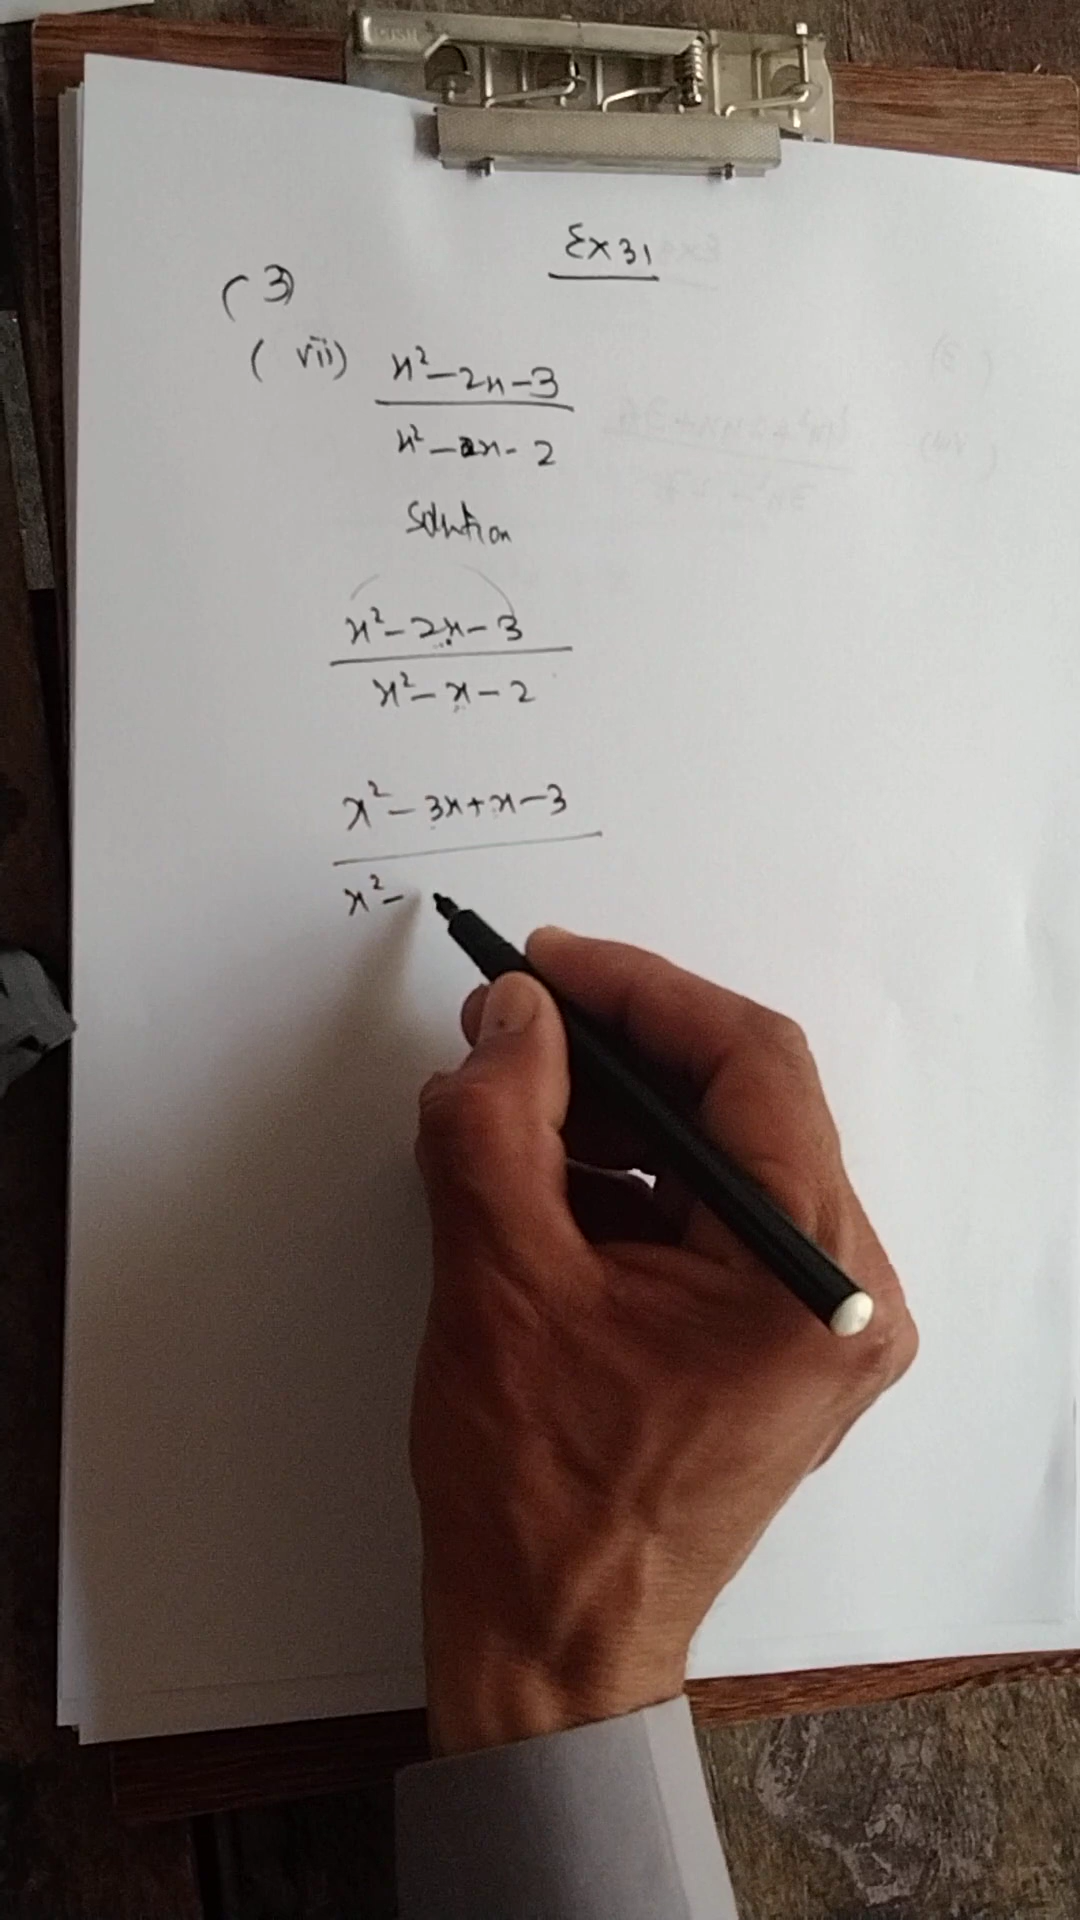 Ex 31
(3)
(vii) x²-2x-3
x²-x-2
Solution
x²-2x-3
x²-x-2
x²-3x+x-3
x²-